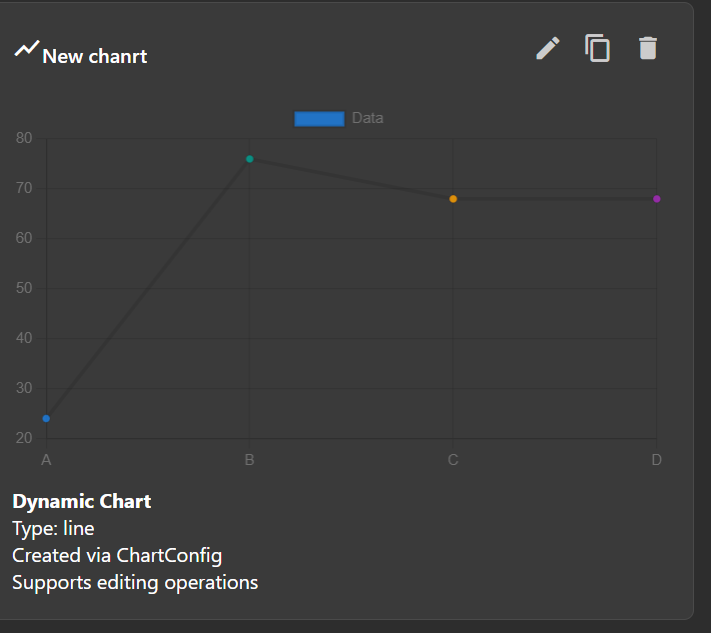 New chanrt
Data
80
70
60
50
40
30
20
A B C D
Dynamic Chart
Type: line
Created via ChartConfig
Supports editing operations